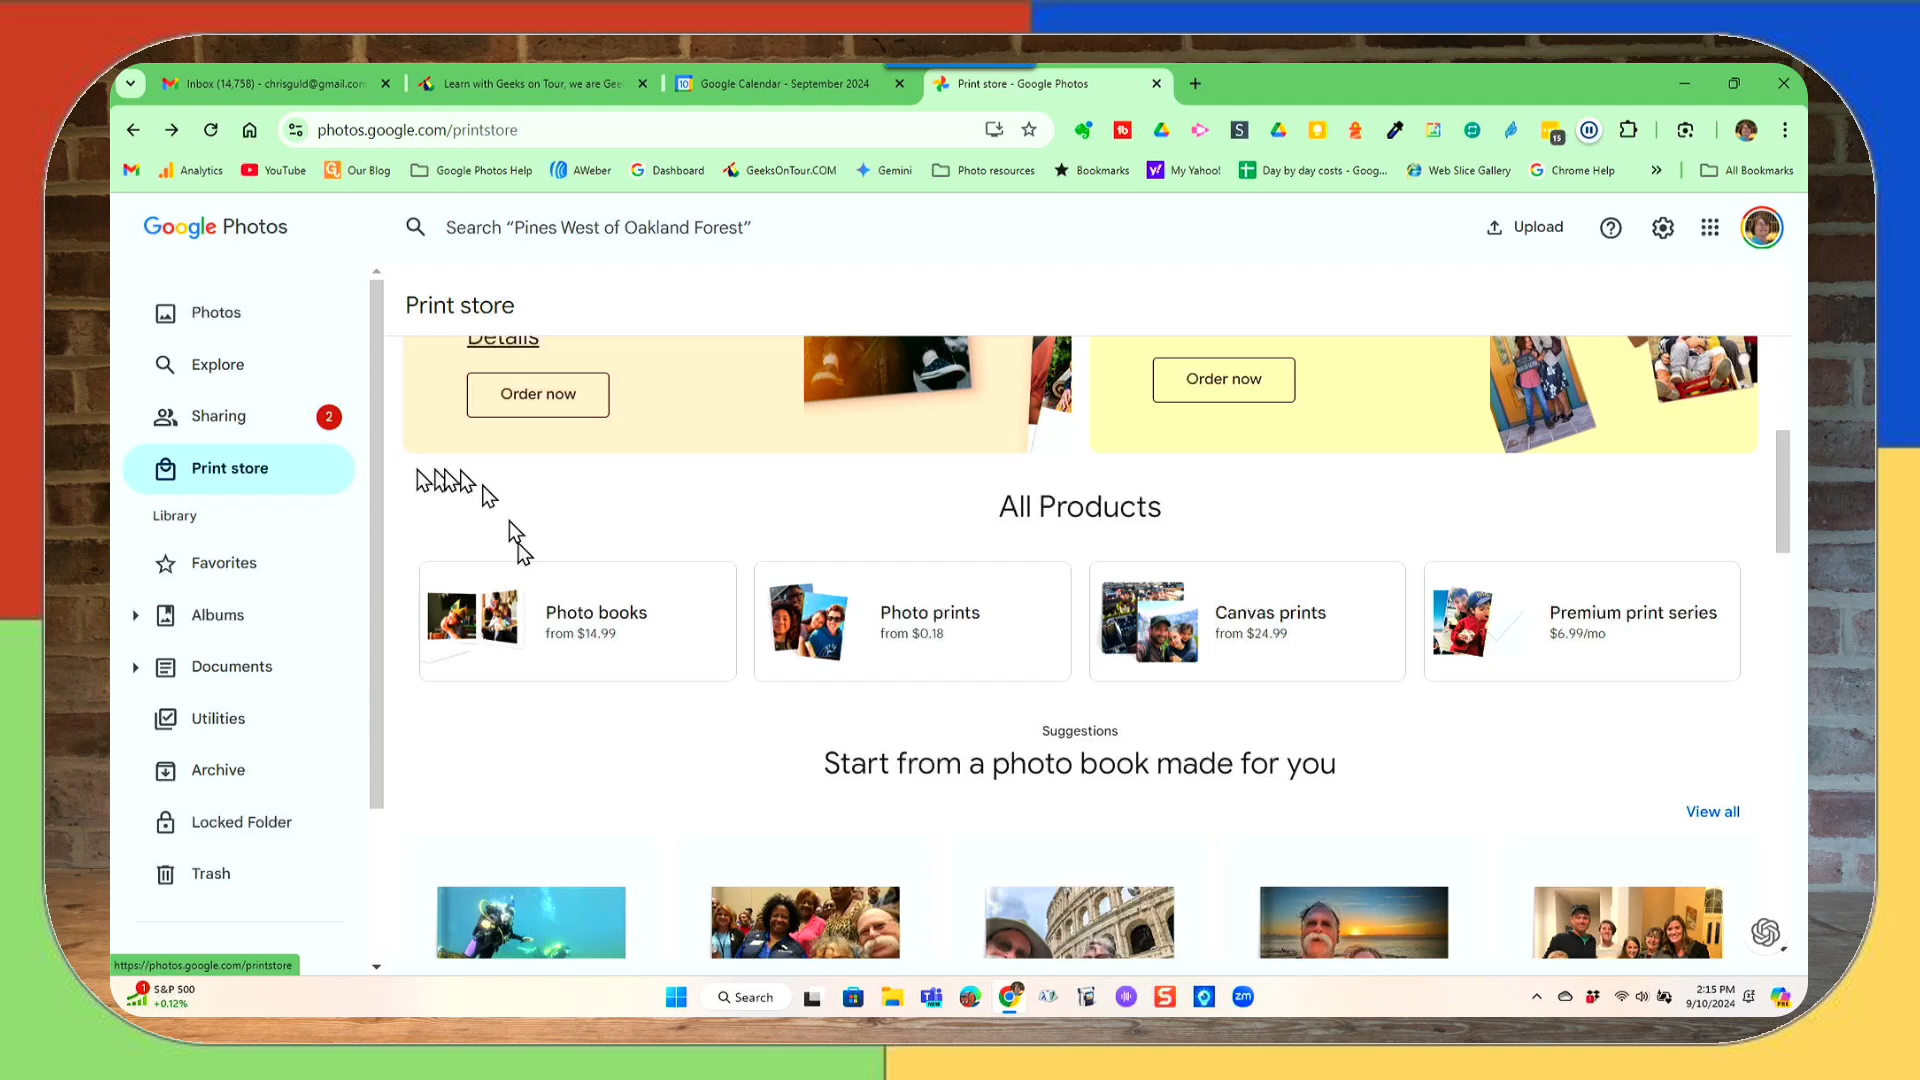 Inbox (14,758) - chrisguld@gmail.com
Learn with Geeks on Tour, we are Gee
Google Calendar - September 2024
Print store - Google Photos
photos.google.com/printstore
15
Analytics
YouTube
Our Blog
Google Photos Help
AWeber
Dashboard
GeeksOnTour.COM
Gemini
Photo resources
Bookmarks
My Yahoo!
Day by day costs - Goog...
Web Slice Gallery
Chrome Help
All Bookmarks
Google Photos
Search “Pines West of Oakland Forest”
Upload
Photos
Explore
Sharing
2
Print store
Library
Favorites
Albums
Documents
Utilities
Archive
Locked Folder
Trash
https://photos.google.com/printstore
Print store
Details
Order now
Order now
All Products
Photo books
from $14.99
Photo prints
from $0.18
Canvas prints
from $24.99
Premium print series
$6.99/mo
Suggestions
Start from a photo book made for you
View all
1
S&P 500
+0.12%
Search
zm
2:15 PM
9/10/2024